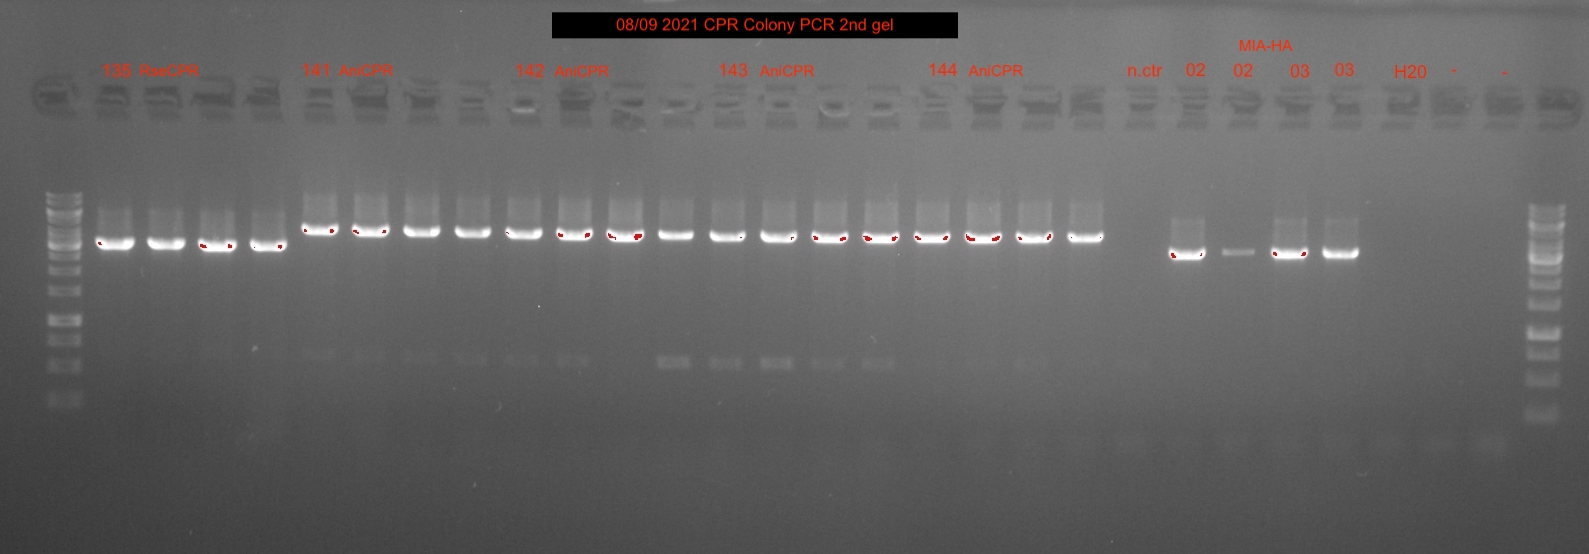 08/09 2021 CPR Colony PCR 2nd gel
MIA-HA
135 RseCPR 141 AniCPR 142 AniCPR 143 AniCPR 144 AniCPR n.ctr 02 02 03 03 H20 - -